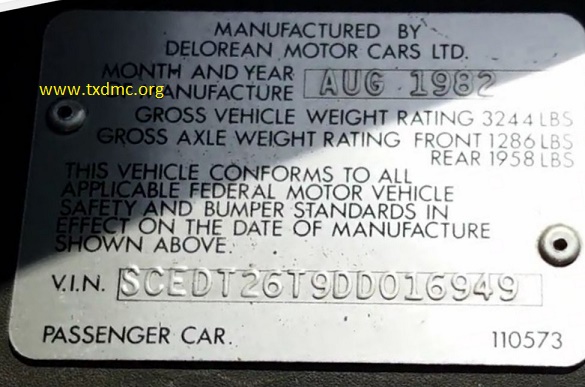 MANUFACTURED BY
DELOREAN MOTOR CARS LTD.
MONTH AND YEAR
AUG 1982
www.txdmc.org
MANUFACTURE
GROSS VEHICLE WEIGHT RATING 3244 LBS
GROSS AXLE WEIGHT RATING FRONT 1286 LBS
REAR 1958 LBS
THIS VEHICLE CONFORMS TO ALL
APPLICABLE FEDERAL MOTOR VEHICLE
SAFETY AND BUMPER STANDARDS IN
EFFECT ON THE DATE OF MANUFACTURE
SHOWN ABOVE.
V.I.N. SCEDT26T9DD016949
PASSENGER CAR. 110573